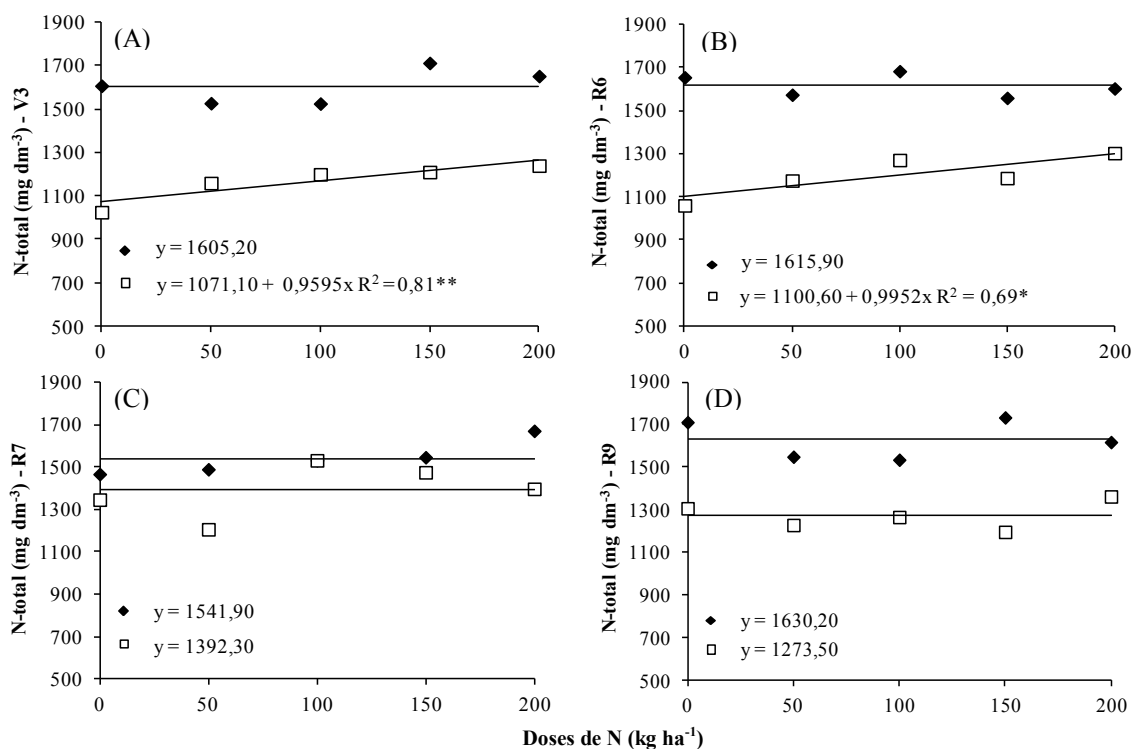 (A)
N-total (mg dm⁻³) - V3
1900
1700
1500
1300
1100
900
700
500
y = 1605,20
y = 1071,10 + 0,9595x R² = 0,81**
0 50 100 150 200
(B)
N-total (mg dm⁻³) - R6
1900
1700
1500
1300
1100
900
700
500
y = 1615,90
y = 1100,60 + 0,9952x R² = 0,69*
0 50 100 150 200
(C)
N-total (mg dm⁻³) - R7
1900
1700
1500
1300
1100
900
700
500
y = 1541,90
y = 1392,30
0 50 100 150 200
(D)
N-total (mg dm⁻³) - R9
1900
1700
1500
1300
1100
900
700
500
y = 1630,20
y = 1273,50
0 50 100 150 200
Doses de N (kg ha⁻¹)